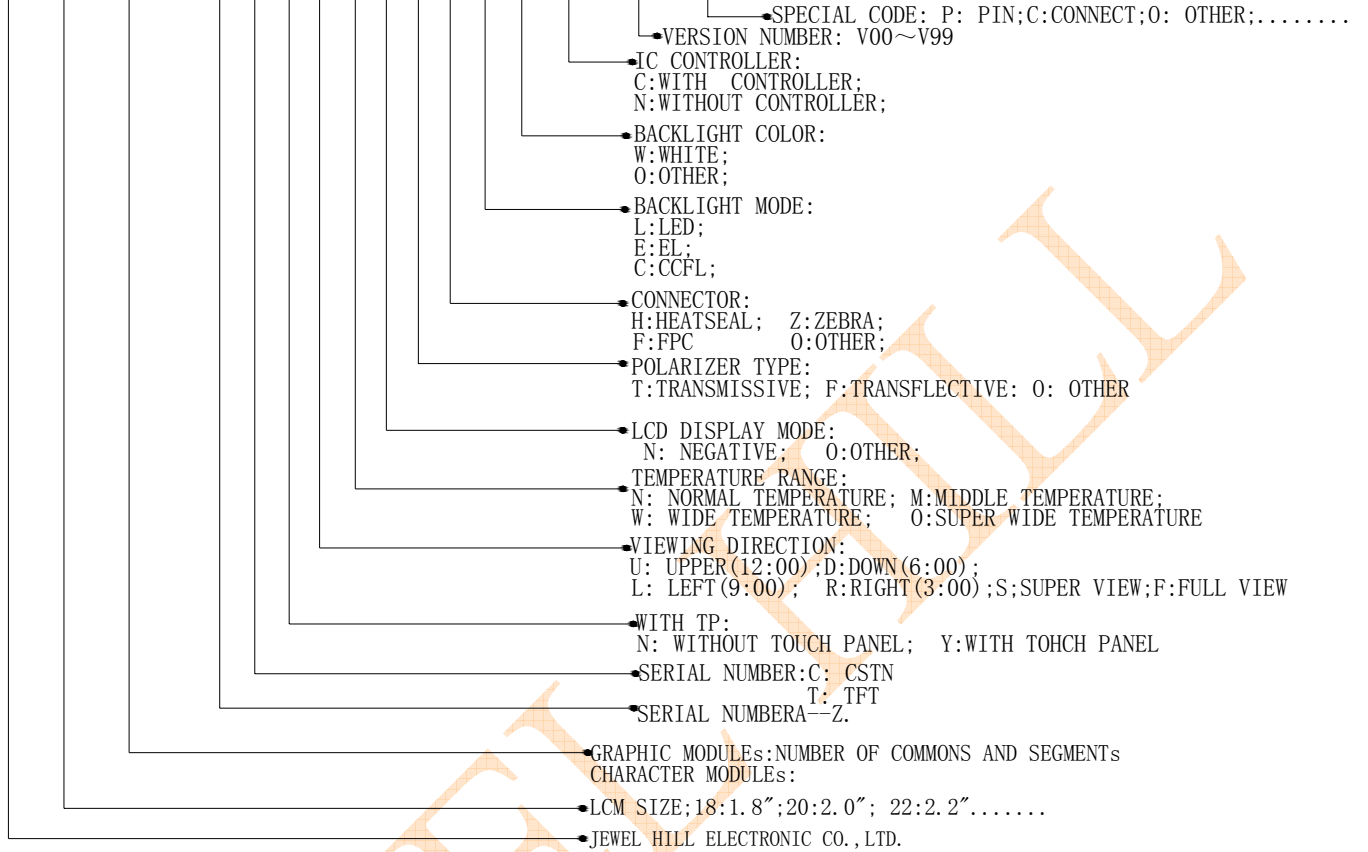 SPECIAL CODE: P: PIN;C:CONNECT;O: OTHER;........
VERSION NUMBER: V00～V99
IC CONTROLLER:
C:WITH CONTROLLER;
N:WITHOUT CONTROLLER;
BACKLIGHT COLOR:
W:WHITE;
O:OTHER;
BACKLIGHT MODE:
L:LED;
E:EL;
C:CCFL;
CONNECTOR:
H:HEATSEAL; Z:ZEBRA;
F:FPC O:OTHER;
POLARIZER TYPE:
T:TRANSMISSIVE; F:TRANSFLECTIVE: O: OTHER
LCD DISPLAY MODE:
N: NEGATIVE; O:OTHER;
TEMPERATURE RANGE:
N: NORMAL TEMPERATURE; M:MIDDLE TEMPERATURE;
W: WIDE TEMPERATURE; O:SUPER WIDE TEMPERATURE
VIEWING DIRECTION:
U: UPPER(12:00);D:DOWN(6:00);
L: LEFT(9:00); R:RIGHT(3:00);S;SUPER VIEW;F:FULL VIEW
WITH TP:
N: WITHOUT TOUCH PANEL; Y:WITH TOHCH PANEL
SERIAL NUMBER:C: CSTN
T: TFT
SERIAL NUMBERA--Z.
GRAPHIC MODULEs:NUMBER OF COMMONS AND SEGMENTs
CHARACTER MODULEs:
LCM SIZE;18:1.8″;20:2.0″; 22:2.2″.......
JEWEL HILL ELECTRONIC CO.,LTD.
EL HILL